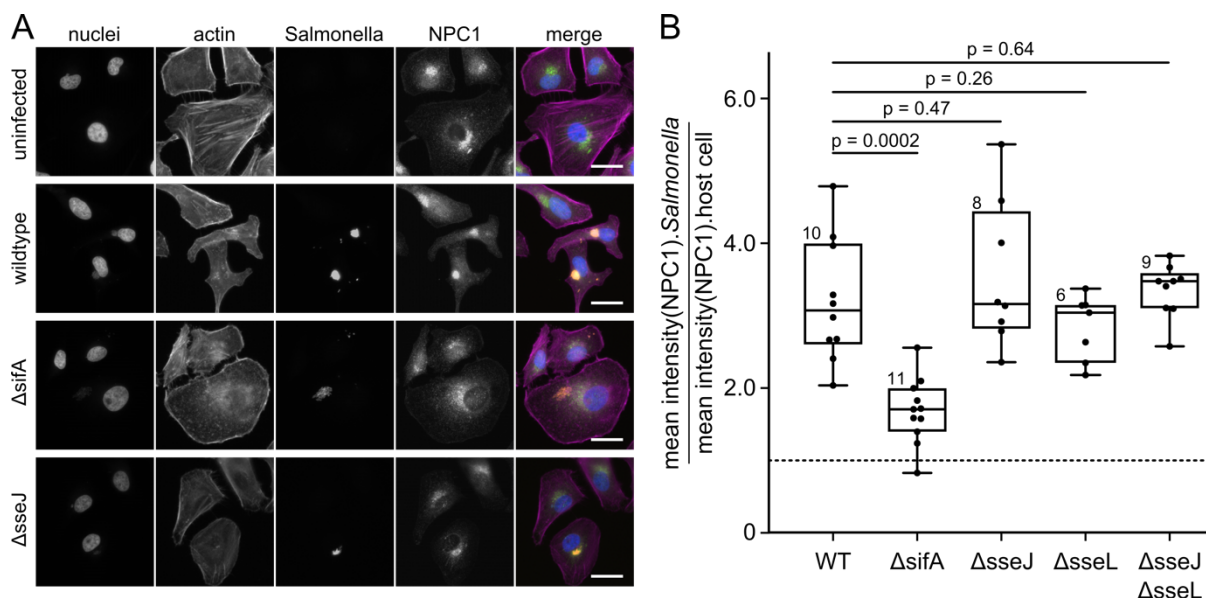 A
nuclei actin Salmonella NPC1 merge
uninfected
wildtype
ΔsifA
ΔsseJ
B
mean intensity(NPC1).Salmonella
mean intensity(NPC1).host cell
p = 0.64
p = 0.26
p = 0.47
p = 0.0002
6.0
4.0
2.0
0
10
11
8
6
9
WT ΔsifA ΔsseJ ΔsseL ΔsseJ
ΔsseL